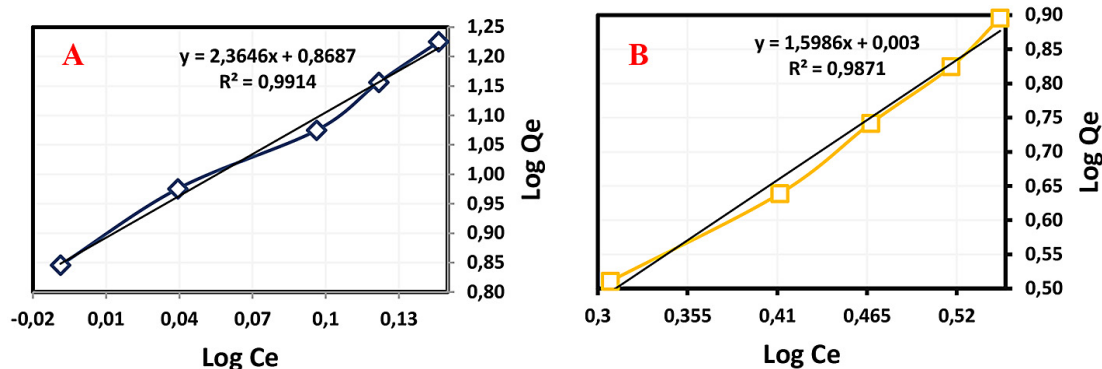 A
y = 2,3646x + 0,8687
R² = 0,9914
1,25
1,20
1,15
1,10
1,05
1,00
0,95
0,90
0,85
0,80
Log Qe
-0,02 0,01 0,04 0,07 0,1 0,13
Log Ce
B
y = 1,5986x + 0,003
R² = 0,9871
0,90
0,85
0,80
0,75
0,70
0,65
0,60
0,55
0,50
Log Qe
0,3 0,355 0,41 0,465 0,52
Log Ce